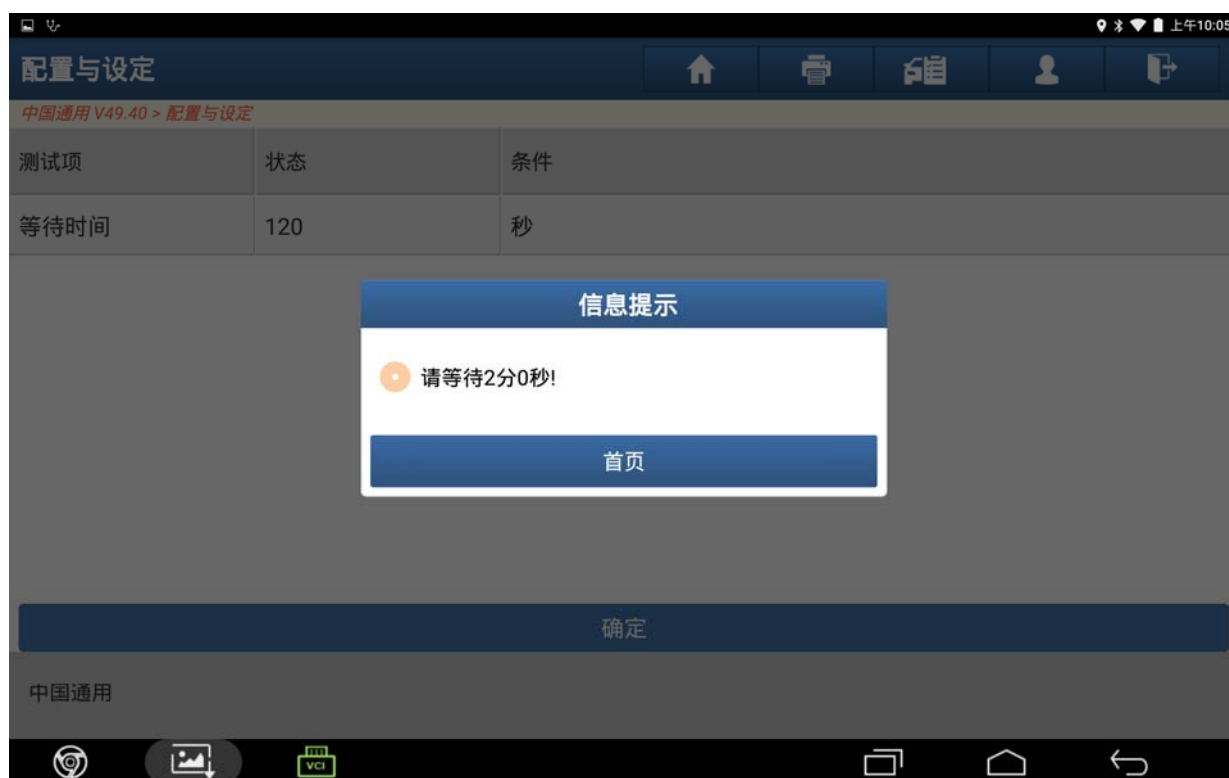 上午10:05
配置与设定
中国通用 V49.40 > 配置与设定
测试项 状态 条件
等待时间 120 秒
信息提示
请等待2分0秒!
首页
确定
中国通用
VCI